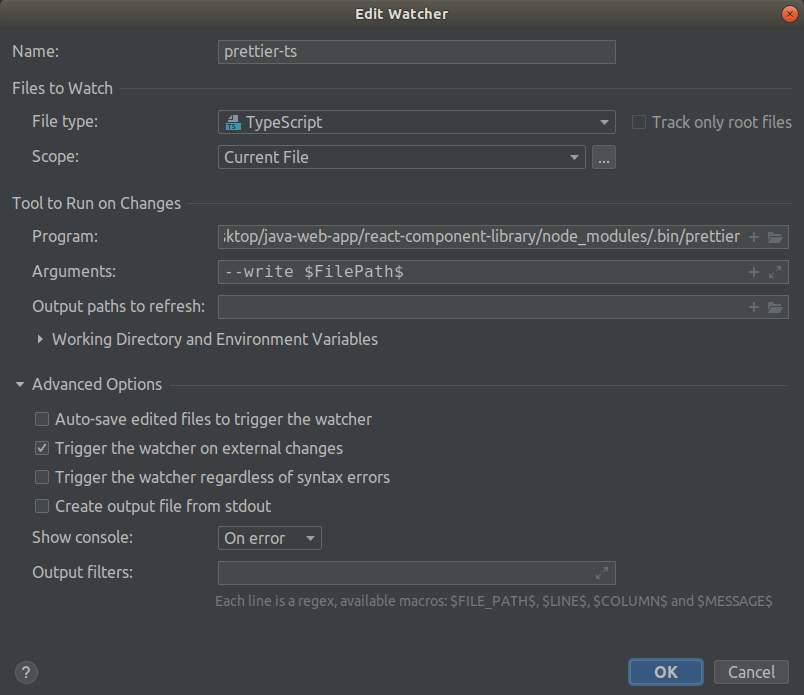 Edit Watcher
Name: prettier-ts
Files to Watch
File type: TS TypeScript Track only root files
Scope: Current File ...
Tool to Run on Changes
Program: ktop/java-web-app/react-component-library/node_modules/.bin/prettier
Arguments: --write $FilePath$
Output paths to refresh:
Working Directory and Environment Variables
Advanced Options
Auto-save edited files to trigger the watcher
Trigger the watcher on external changes
Trigger the watcher regardless of syntax errors
Create output file from stdout
Show console: On error
Output filters:
Each line is a regex, available macros: $FILE_PATH$, $LINE$, $COLUMN$ and $MESSAGE$
? OK Cancel